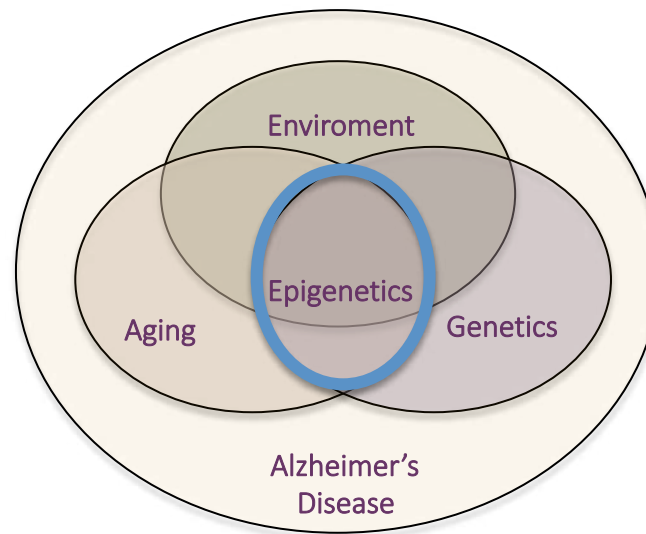 Enviroment
Epigenetics
Aging
Genetics
Alzheimer’s
Disease